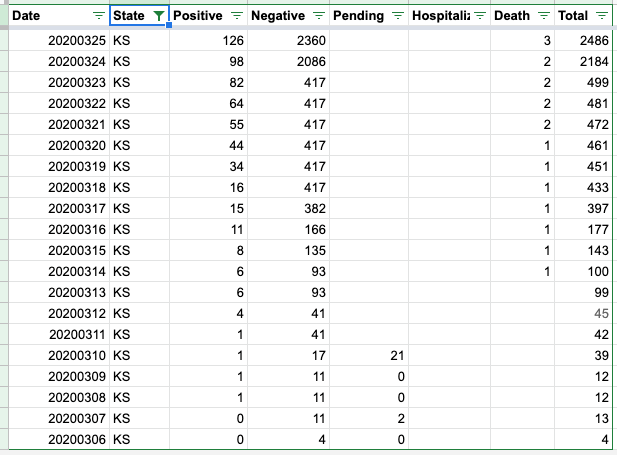 Date State Positive Negative Pending Hospitaliz Death Total
20200325 KS 126 2360 3 2486
20200324 KS 98 2086 2 2184
20200323 KS 82 417 2 499
20200322 KS 64 417 2 481
20200321 KS 55 417 2 472
20200320 KS 44 417 1 461
20200319 KS 34 417 1 451
20200318 KS 16 417 1 433
20200317 KS 15 382 1 397
20200316 KS 11 166 1 177
20200315 KS 8 135 1 143
20200314 KS 6 93 1 100
20200313 KS 6 93 99
20200312 KS 4 41 45
20200311 KS 1 41 42
20200310 KS 1 17 21 39
20200309 KS 1 11 0 12
20200308 KS 1 11 0 12
20200307 KS 0 11 2 13
20200306 KS 0 4 0 4